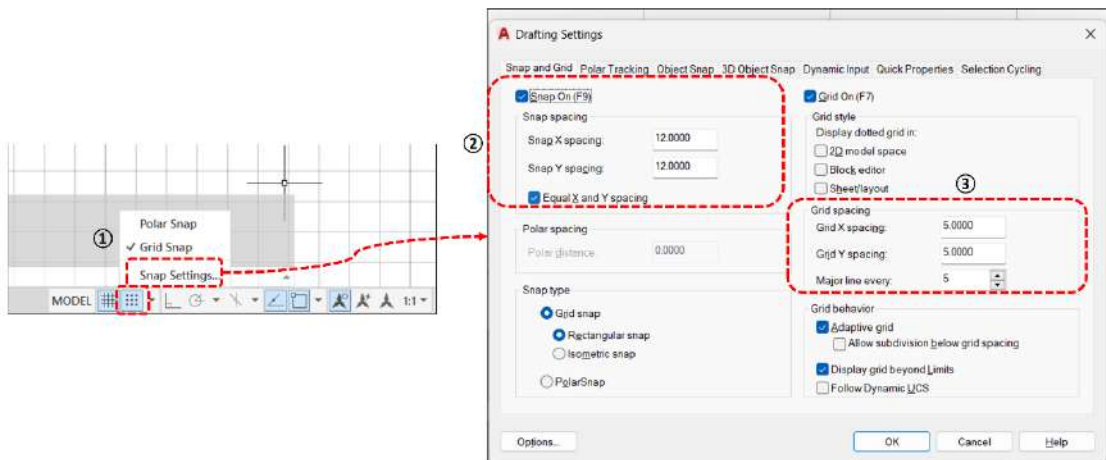 ①
Polar Snap
✓ Grid Snap
Snap Settings...
MODEL
1:1
Drafting Settings
Snap and Grid Polar Tracking Object Snap 3D Object Snap Dynamic Input Quick Properties Selection Cycling
②
Snap On (F9)
Snap spacing
Snap X spacing: 12.0000
Snap Y spacing: 12.0000
Equal X and Y spacing
Polar spacing
Polar distance 0.0000
Snap type
Grid snap
Rectangular snap
Isometric snap
PolarSnap
Grid On (F7)
Grid style
Display dotted grid in:
2D model space
Block editor
Sheet/layout
③
Grid spacing
Grid X spacing: 5.0000
Grid Y spacing: 5.0000
Major line every: 5
Grid behavior
Adaptive grid
Allow subdivision below grid spacing
Display grid beyond Limits
Follow Dynamic UCS
Options... OK Cancel Help